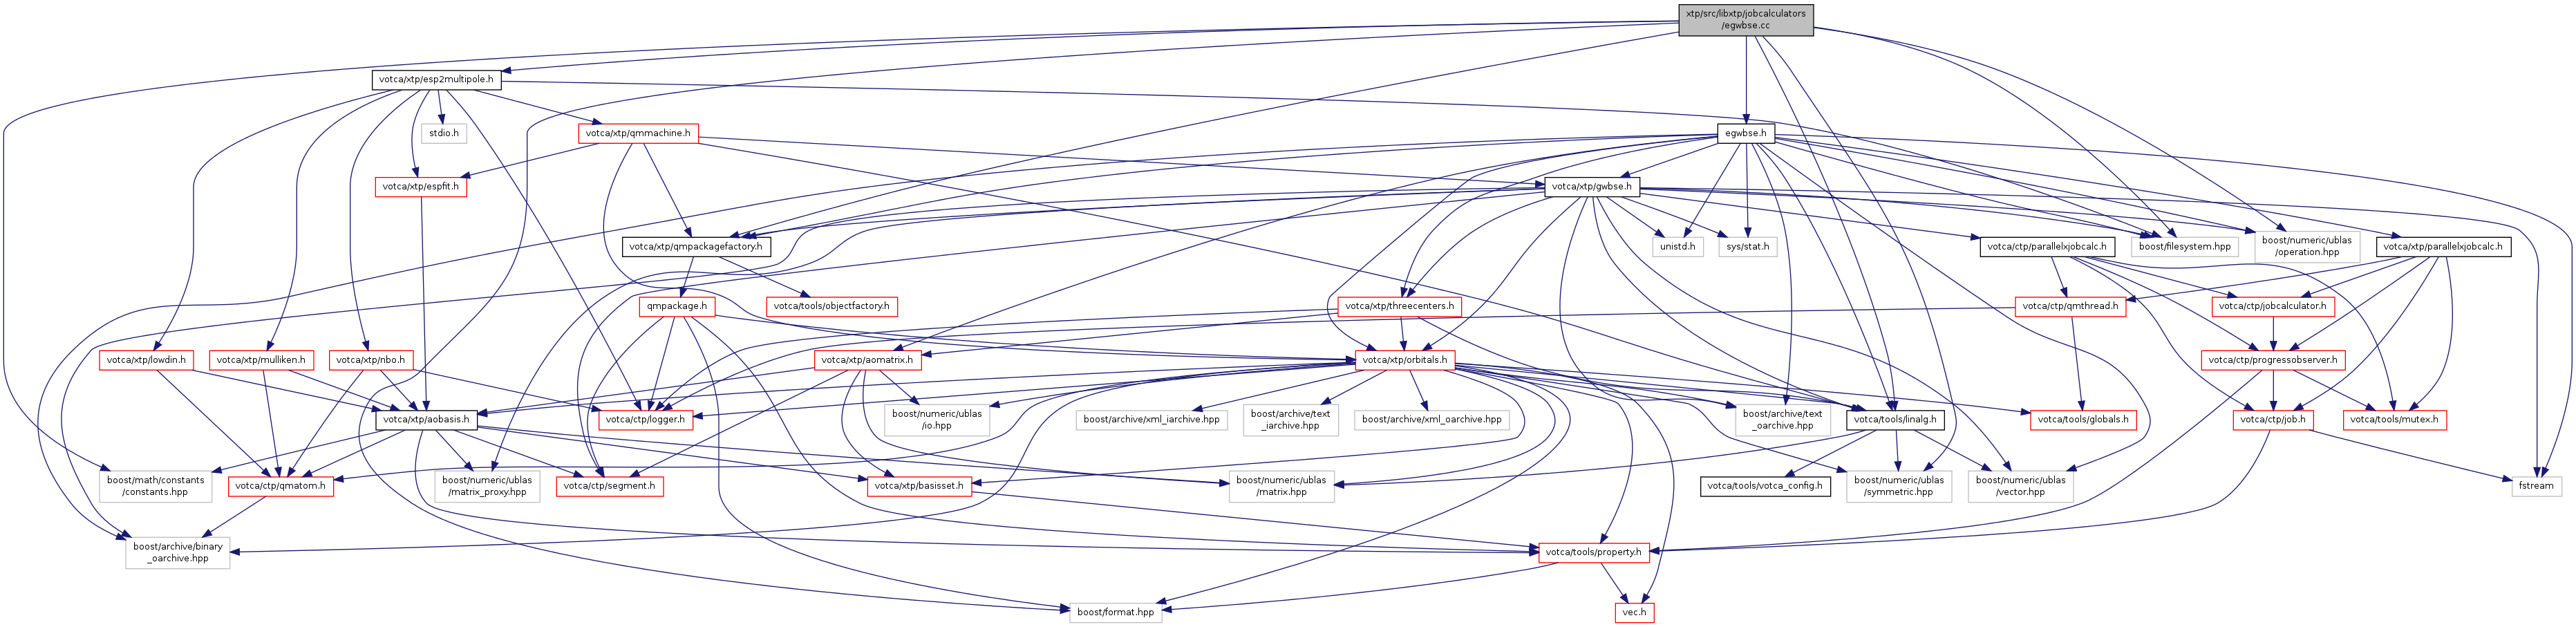 xtp/src/libxtp/jobcalculators
/egwbse.cc
votca/xtp/esp2multipole.h
stdio.h
votca/xtp/qmmachine.h
egwbse.h
votca/xtp/espfit.h
votca/xtp/gwbse.h
votca/xtp/qmpackagefactory.h
unistd.h
sys/stat.h
votca/ctp/parallelxjobcalc.h
boost/filesystem.hpp
boost/numeric/ublas
/operation.hpp
votca/xtp/parallelxjobcalc.h
qmpackage.h
votca/tools/objectfactory.h
votca/xtp/threecenters.h
votca/ctp/qmthread.h
votca/ctp/jobcalculator.h
votca/xtp/lowdin.h
votca/xtp/mulliken.h
votca/xtp/nbo.h
votca/xtp/aomatrix.h
votca/xtp/orbitals.h
votca/ctp/progressobserver.h
votca/xtp/aobasis.h
votca/ctp/logger.h
boost/numeric/ublas
/io.hpp
boost/archive/xml_iarchive.hpp
boost/archive/text
_iarchive.hpp
boost/archive/xml_oarchive.hpp
boost/archive/text
_oarchive.hpp
votca/tools/linalg.h
votca/tools/globals.h
votca/ctp/job.h
votca/tools/mutex.h
boost/math/constants
/constants.hpp
votca/ctp/qmatom.h
boost/numeric/ublas
/matrix_proxy.hpp
votca/ctp/segment.h
votca/xtp/basisset.h
boost/numeric/ublas
/matrix.hpp
votca/tools/votca_config.h
boost/numeric/ublas
/symmetric.hpp
boost/numeric/ublas
/vector.hpp
fstream
boost/archive/binary
_oarchive.hpp
votca/tools/property.h
boost/format.hpp
vec.h